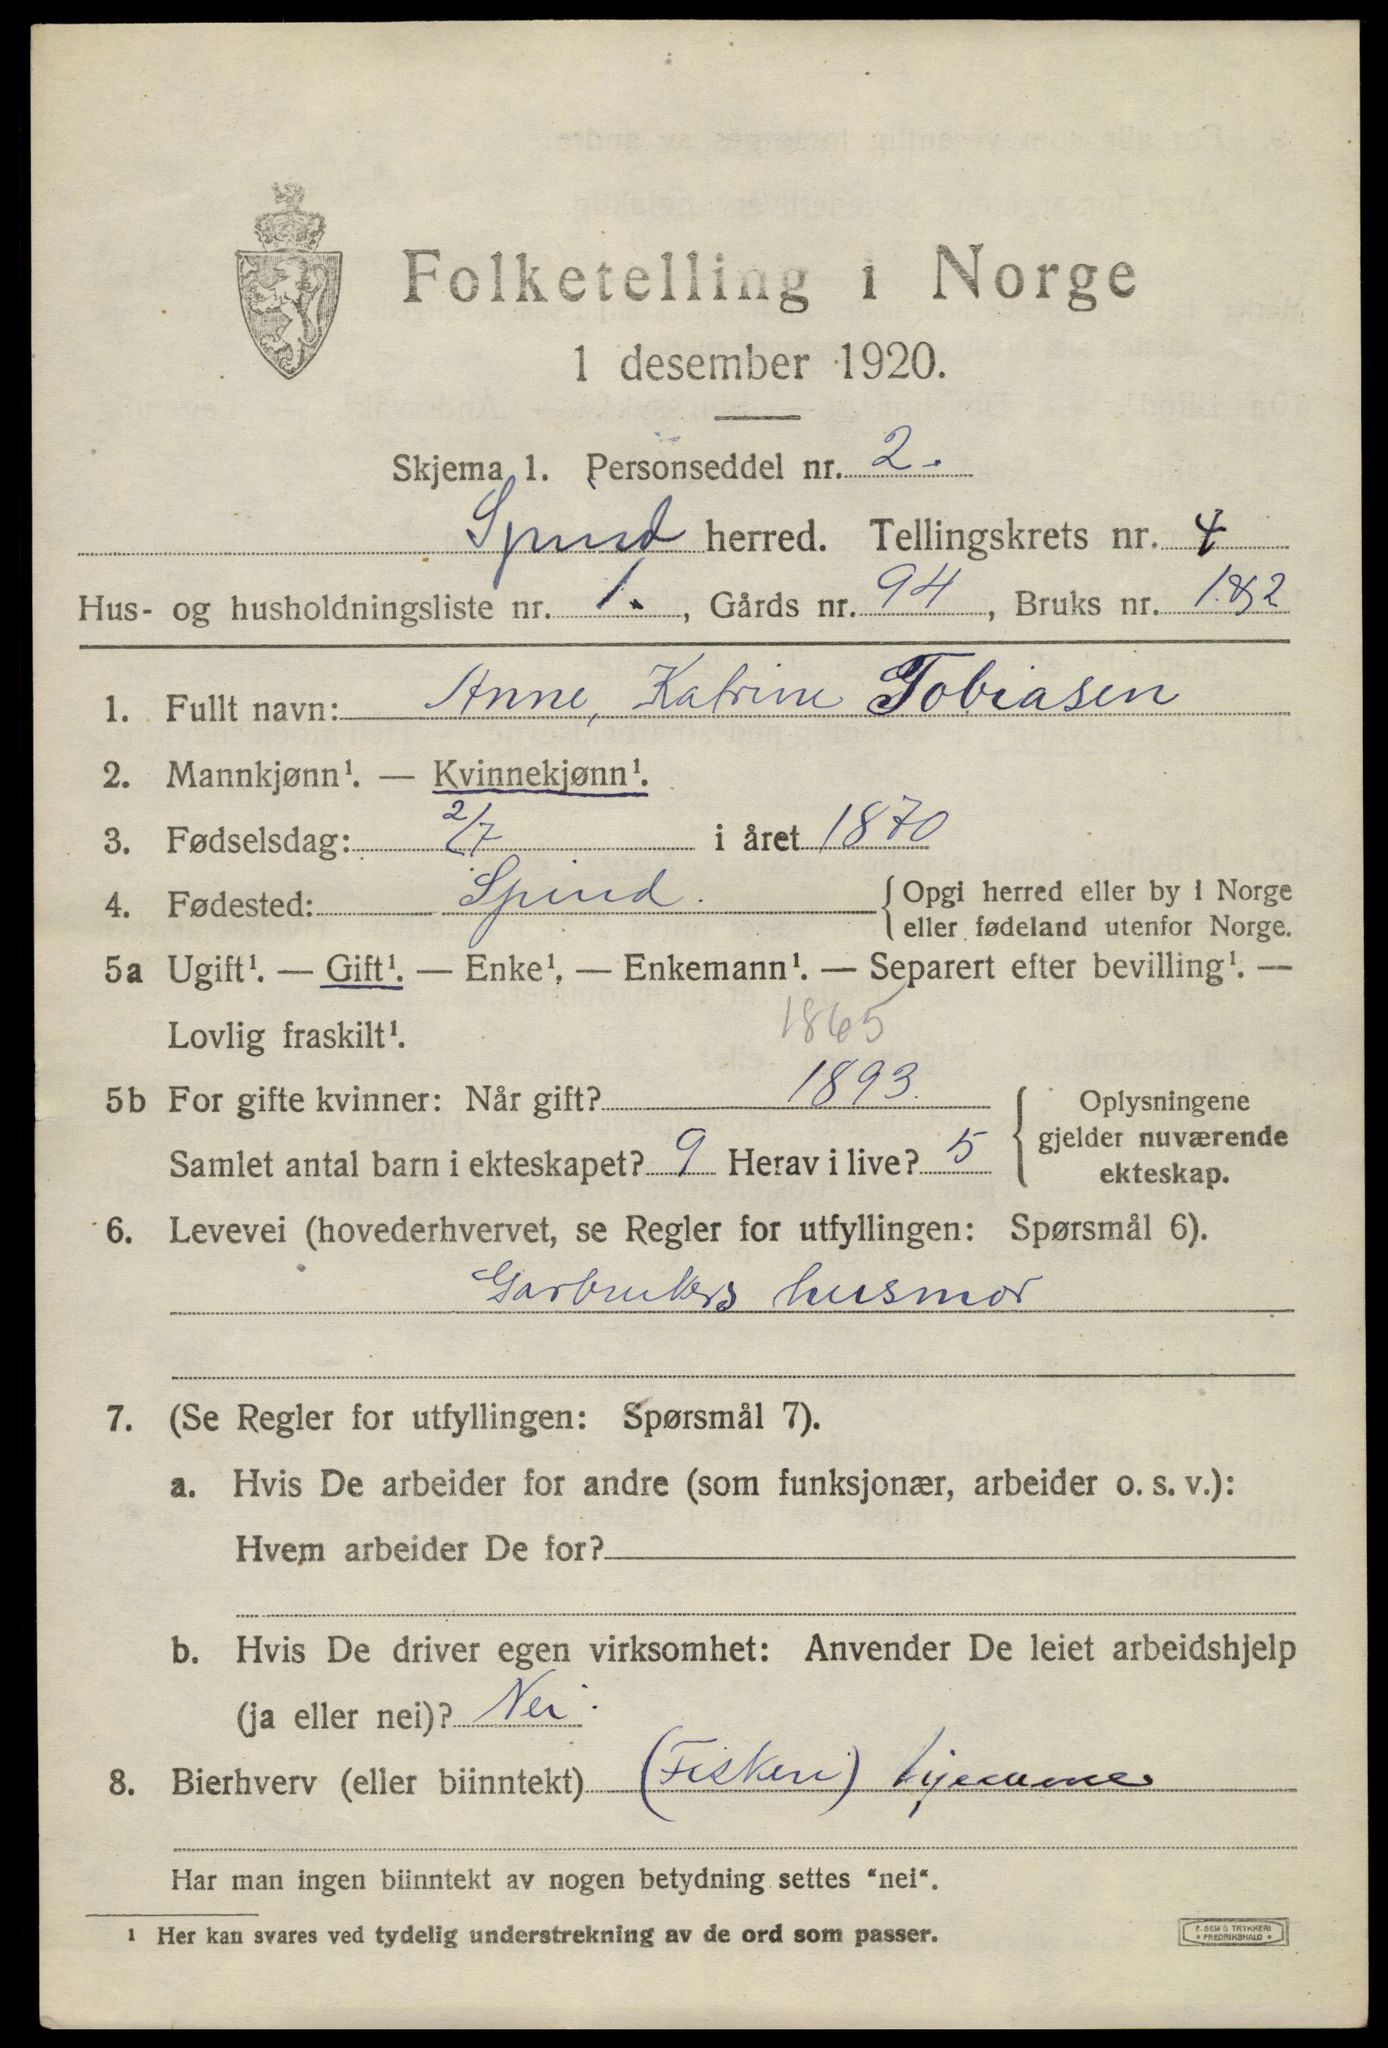 Folketelling i Norge
1 desember 1920.
Skjema 1. Personseddel nr. 2.
Spind herred. Tellingskrets nr. 4
Hus- og husholdningsliste nr. 1., Gårds nr. 94, Bruks nr. 1&2
1. Fullt navn: Anne, Katrine Tobiasen
2. Mannkjønn¹. — Kvinnekjønn¹.
3. Fødselsdag: 2/7 i året 1870
4. Fødested: Spind. { Opgi herred eller by i Norge
eller fødeland utenfor Norge.
5a Ugift¹. — Gift¹. — Enke¹. — Enkemann¹. — Separert efter bevilling¹. —
Lovlig fraskilt¹. 1865
5b For gifte kvinner: Når gift? 1893. { Oplysningene
gjelder nuværende
Samlet antal barn i ekteskapet? 9 Herav i live? 5
ekteskap.
6. Levevei (hovederhvervet, se Regler for utfyllingen: Spørsmål 6).
Garbrukers husmor
7. (Se Regler for utfyllingen: Spørsmål 7).
a. Hvis De arbeider for andre (som funksjonær, arbeider o. s. v.):
Hvem arbeider De for?
b. Hvis De driver egen virksomhet: Anvender De leiet arbeidshjelp
(ja eller nei)? Nei.
8. Bierhverv (eller biinntekt) (Fiskeri)
Har man ingen biinntekt av nogen betydning settes "nei".
¹ Her kan svares ved tydelig understrekning av de ord som passer.
E. SEM'S TRYKKERI
FREDRIKSHALD